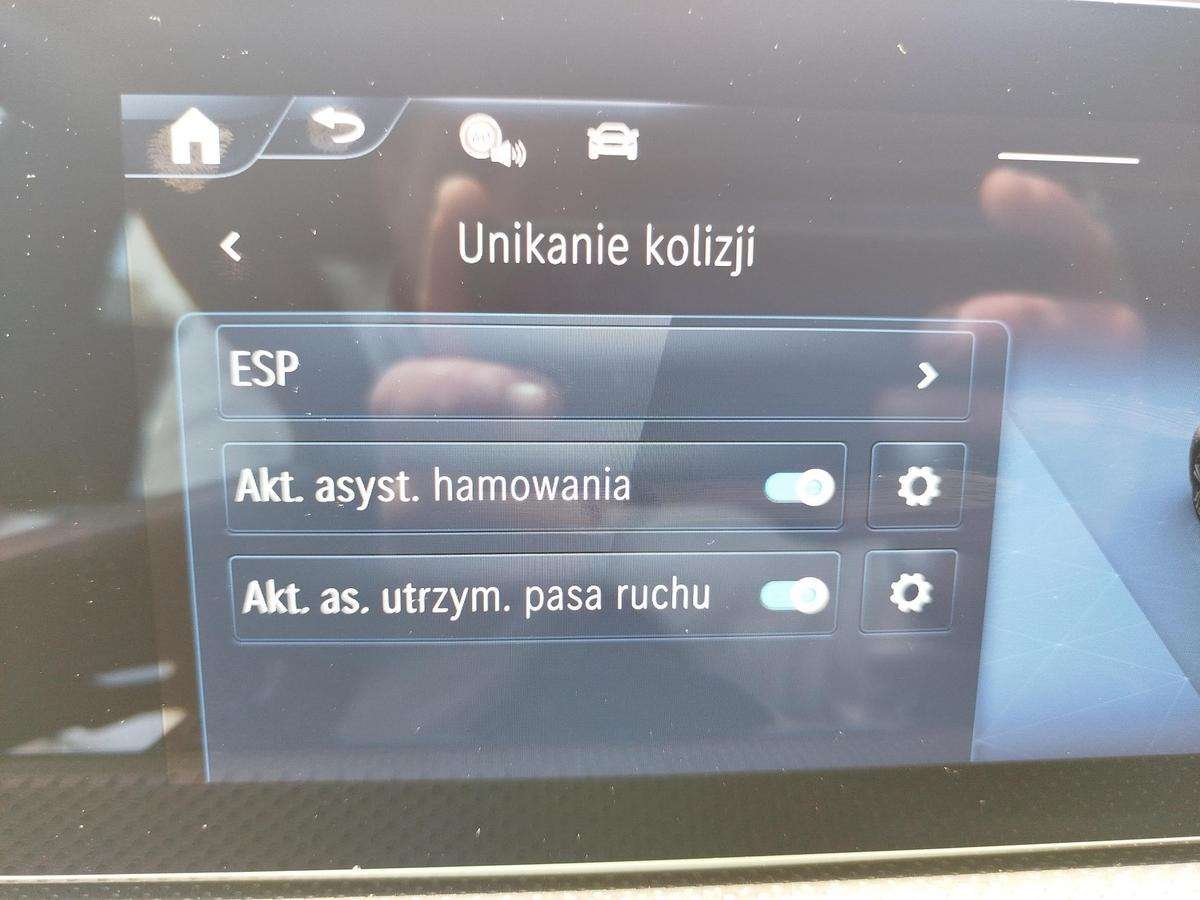 Unikanie kolizji
ESP
Akt. asyst. hamowania
Akt. as. utrzym. pasa ruchu